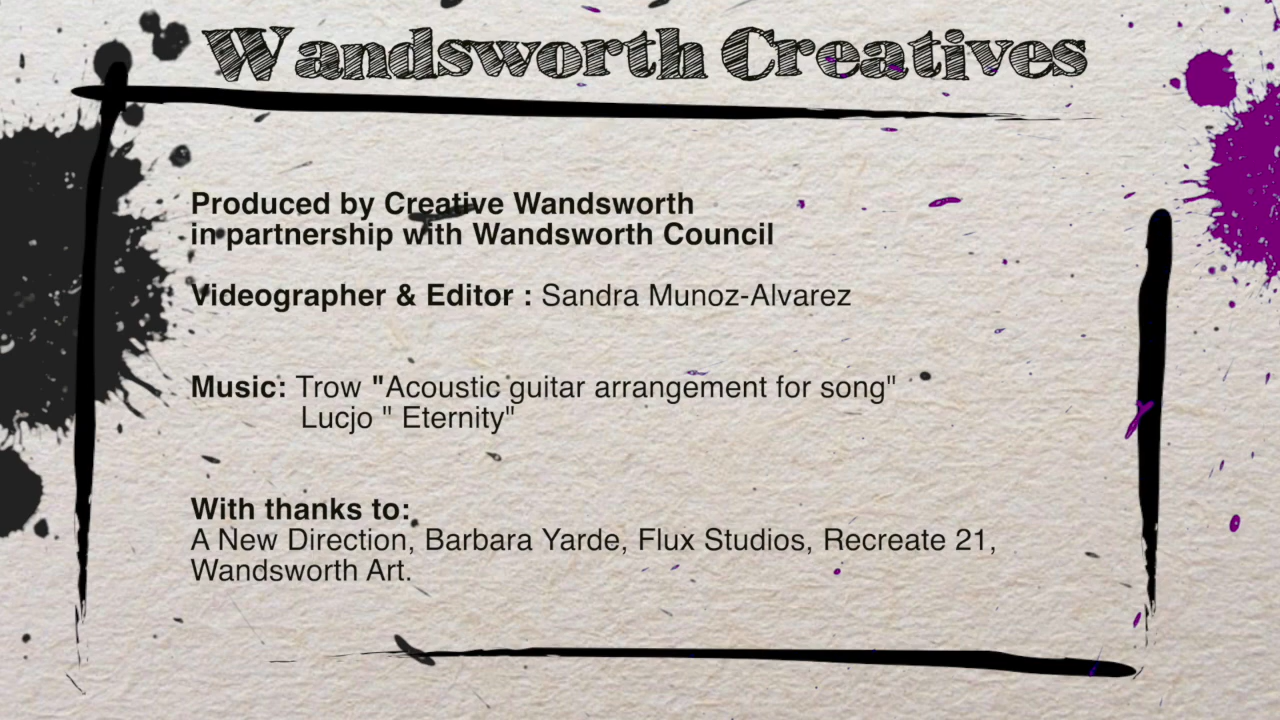 Wandsworth Creatives
Produced by Creative Wandsworth
in partnership with Wandsworth Council
Videographer & Editor : Sandra Munoz-Alvarez
Music: Trow "Acoustic guitar arrangement for song"
Lucjo " Eternity"
With thanks to:
A New Direction, Barbara Yarde, Flux Studios, Recreate 21,
Wandsworth Art.